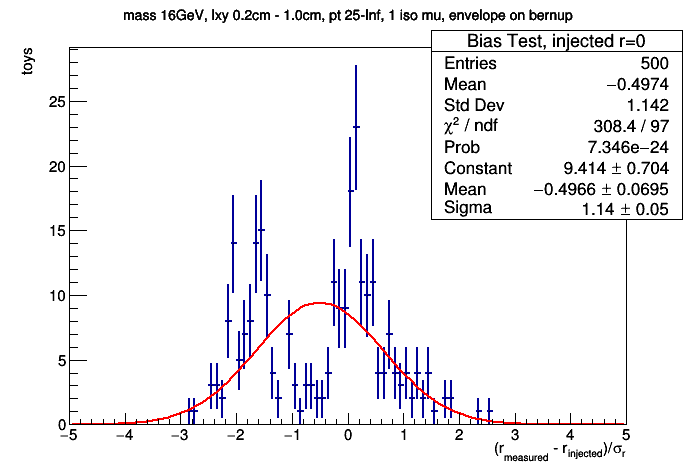 mass 16GeV, lxy 0.2cm - 1.0cm, pt 25-Inf, 1 iso mu, envelope on bernup
Bias Test, injected r=0
Entries 500
Mean −0.4974
Std Dev 1.142
χ² / ndf 308.4 / 97
Prob 7.346e−24
Constant 9.414 ± 0.704
Mean −0.4966 ± 0.0695
Sigma 1.14 ± 0.05
toys
25
20
15
10
5
0
−5 −4 −3 −2 −1 0 1 2 3 4 5
(r_measured - r_injected)/σ_r